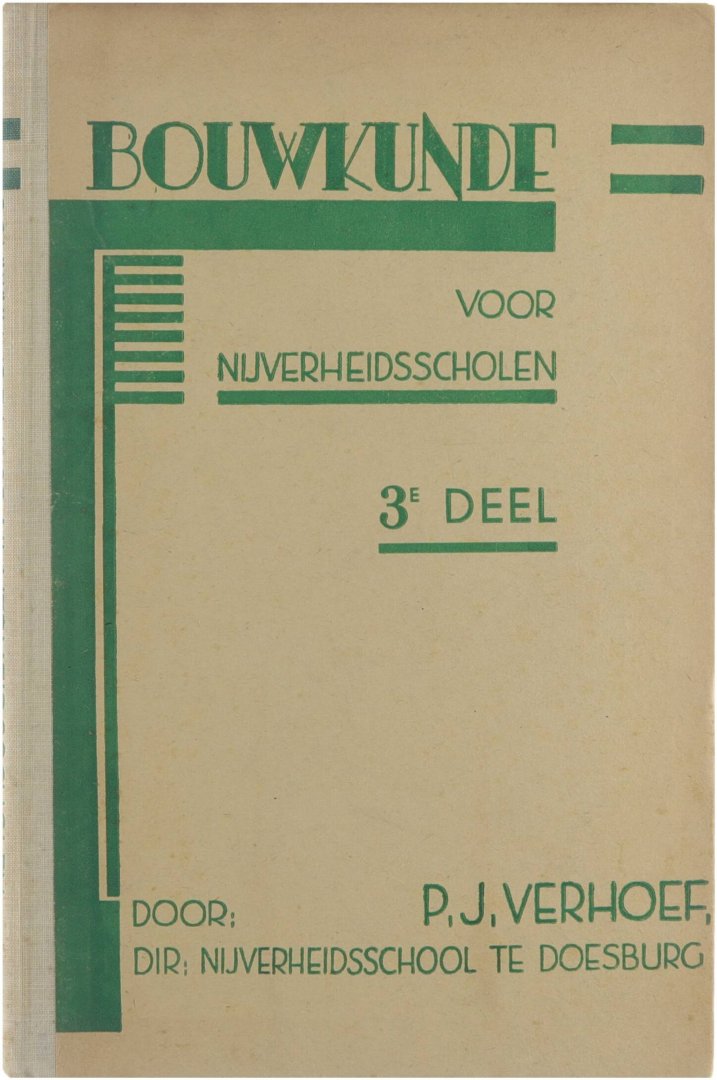 BOUWKUNDE
VOOR
NIJVERHEIDSSCHOLEN
3E DEEL
DOOR; P,J,VERHOEF,
DIR; NIJVERHEIDSSCHOOL TE DOESBURG